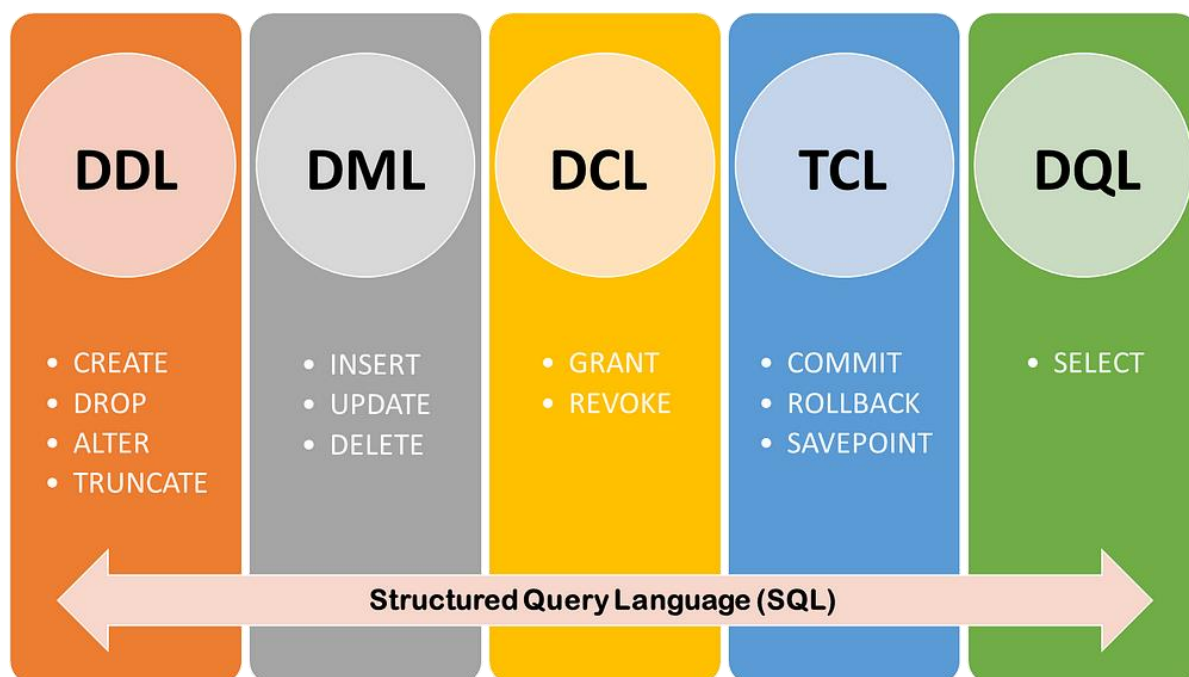 DDL
DML
DCL
TCL
DQL
• CREATE
• DROP
• ALTER
• TRUNCATE
• INSERT
• UPDATE
• DELETE
• GRANT
• REVOKE
• COMMIT
• ROLLBACK
• SAVEPOINT
• SELECT
Structured Query Language (SQL)